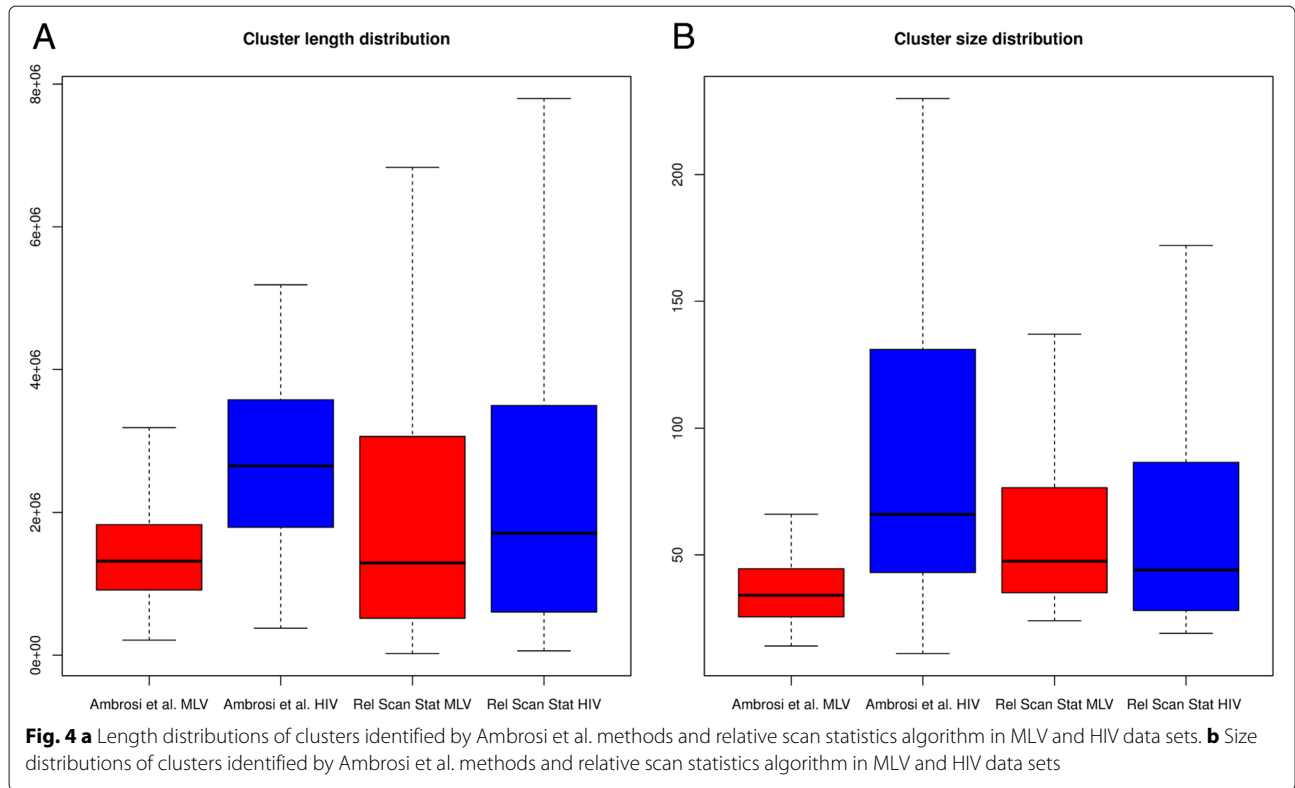 A
Cluster length distribution
8e+06
6e+06
4e+06
2e+06
0e+00
Ambrosi et al. MLV
Ambrosi et al. HIV
Rel Scan Stat MLV
Rel Scan Stat HIV
B
Cluster size distribution
200
150
100
50
Ambrosi et al. MLV
Ambrosi et al. HIV
Rel Scan Stat MLV
Rel Scan Stat HIV
Fig. 4 a Length distributions of clusters identified by Ambrosi et al. methods and relative scan statistics algorithm in MLV and HIV data sets. b Size
distributions of clusters identified by Ambrosi et al. methods and relative scan statistics algorithm in MLV and HIV data sets